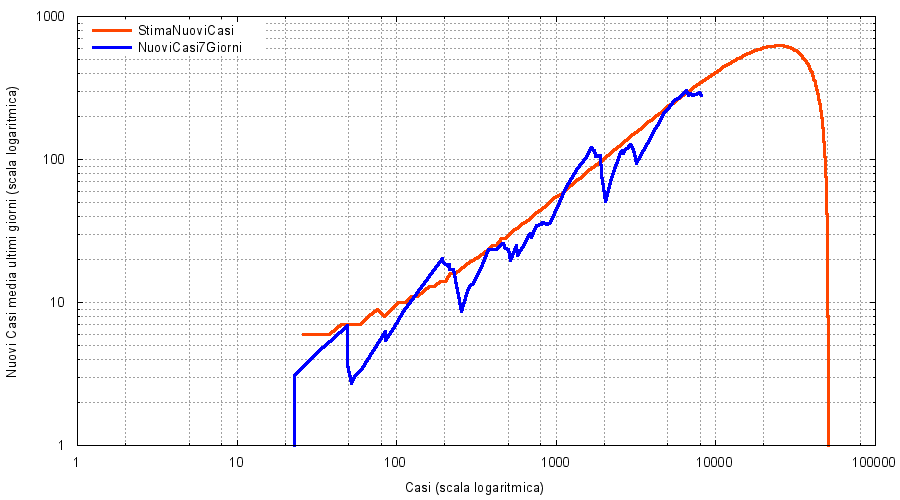 1000
StimaNuoviCasi
NuoviCasi7Giorni
100
10
1
Nuovi Casi media ultimi giorni (scala logaritmica)
1 10 100 1000 10000 100000
Casi (scala logaritmica)